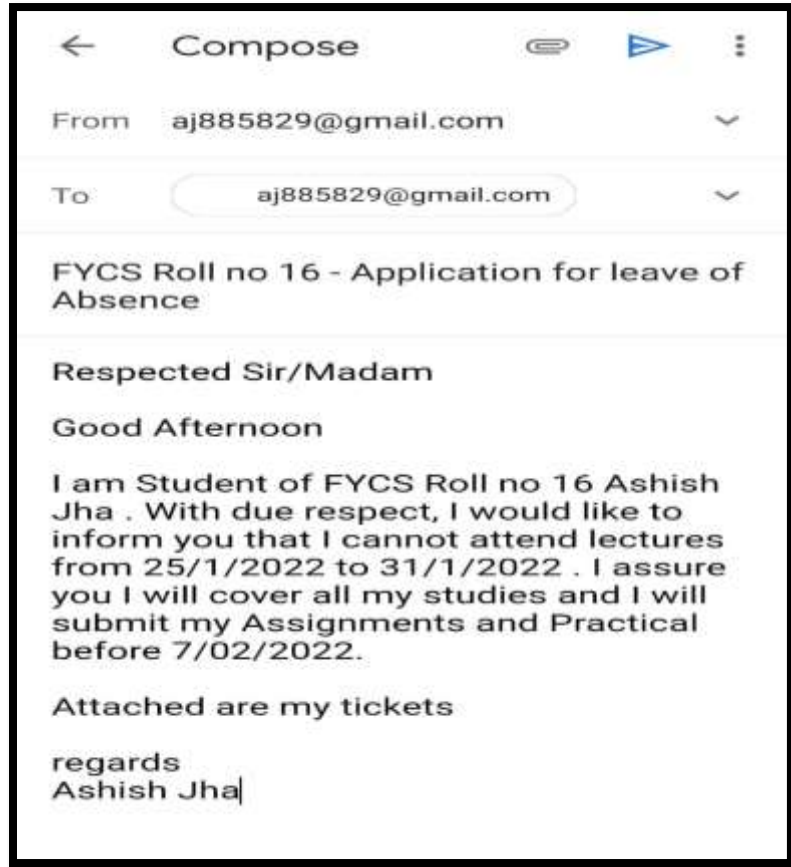 Compose
From aj885829@gmail.com
To aj885829@gmail.com
FYCS Roll no 16 - Application for leave of
Absence
Respected Sir/Madam
Good Afternoon
I am Student of FYCS Roll no 16 Ashish
Jha . With due respect, I would like to
inform you that I cannot attend lectures
from 25/1/2022 to 31/1/2022 . I assure
you I will cover all my studies and I will
submit my Assignments and Practical
before 7/02/2022.
Attached are my tickets
regards
Ashish Jha